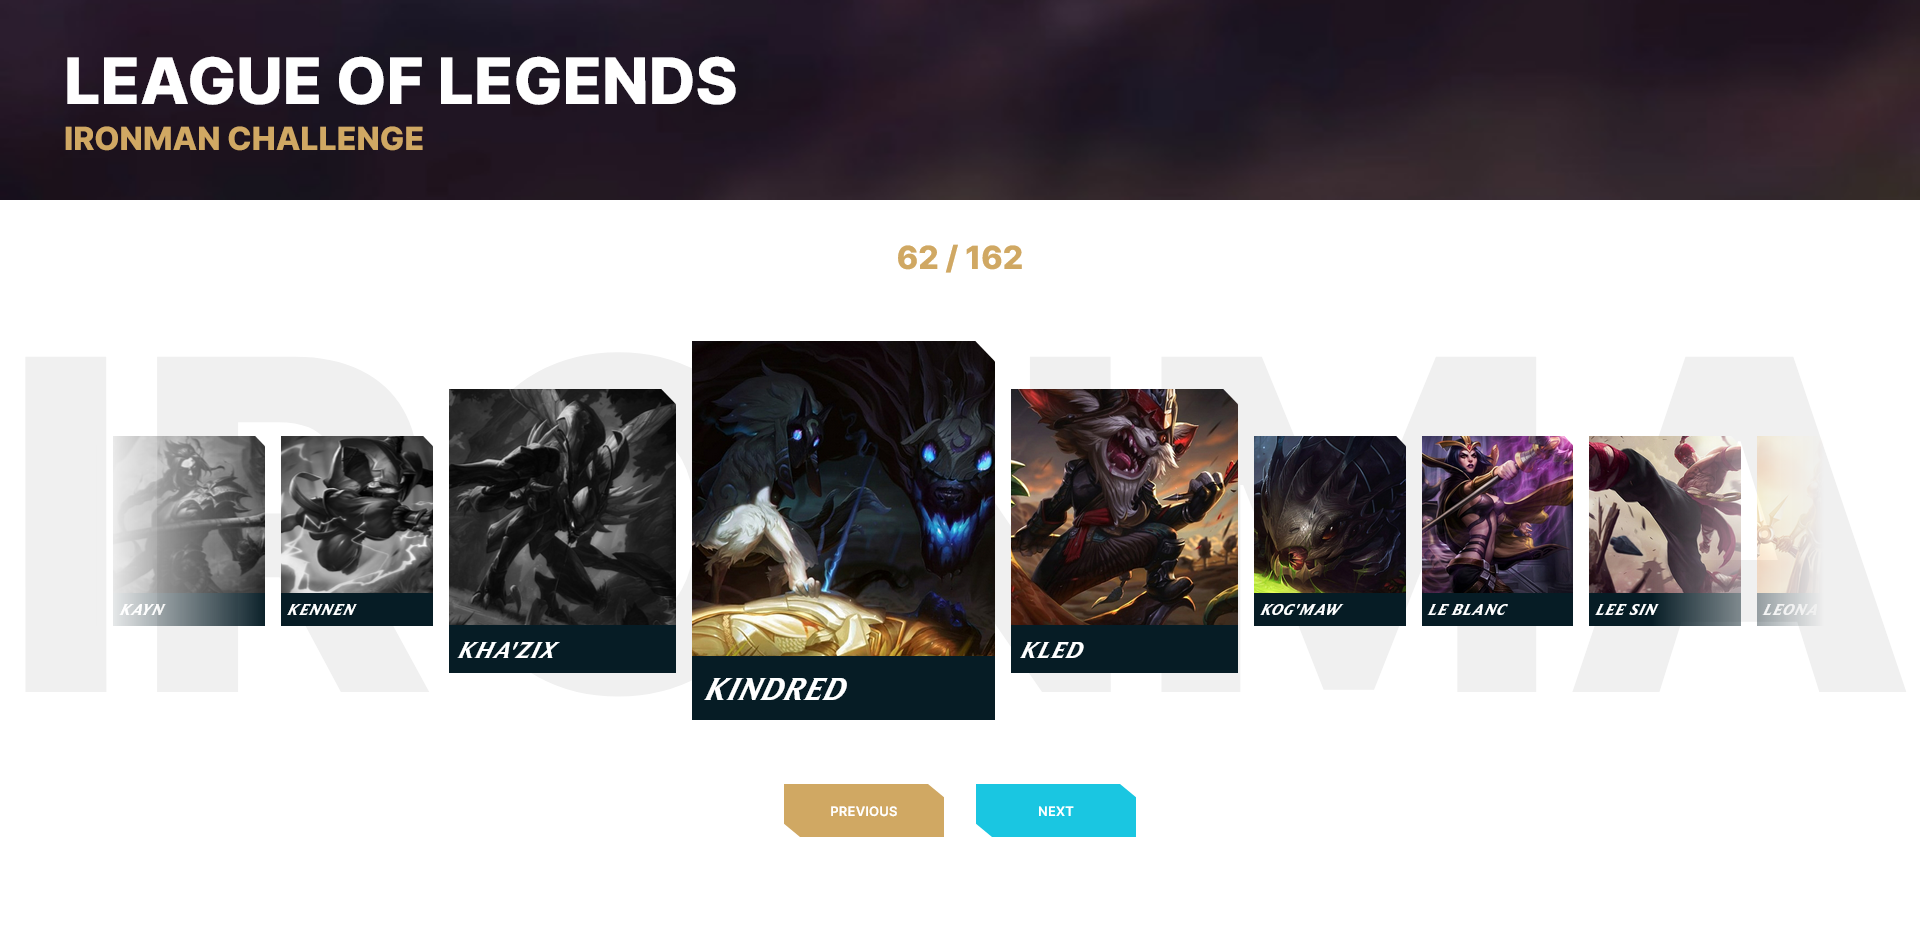 LEAGUE OF LEGENDS
IRONMAN CHALLENGE
62 / 162
IRONMA
KAYN
KENNEN
KHA'ZIX
KINDRED
KLED
KOG'MAW
LE BLANC
LEE SIN
LEONA
PREVIOUS
NEXT